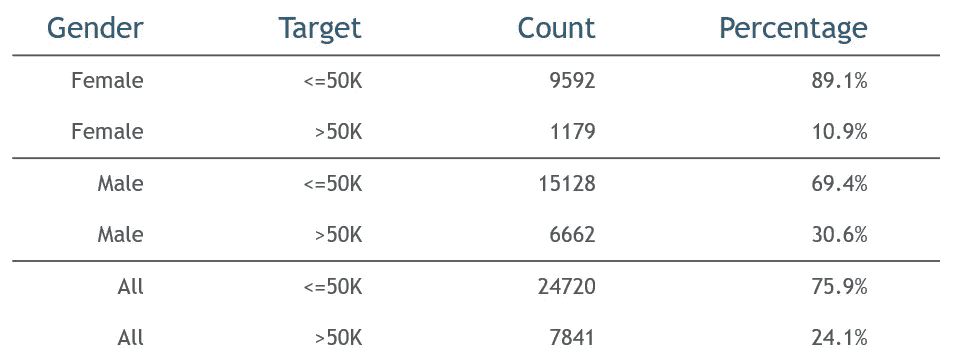 Gender Target Count Percentage
Female <=50K 9592 89.1%
Female >50K 1179 10.9%
Male <=50K 15128 69.4%
Male >50K 6662 30.6%
All <=50K 24720 75.9%
All >50K 7841 24.1%